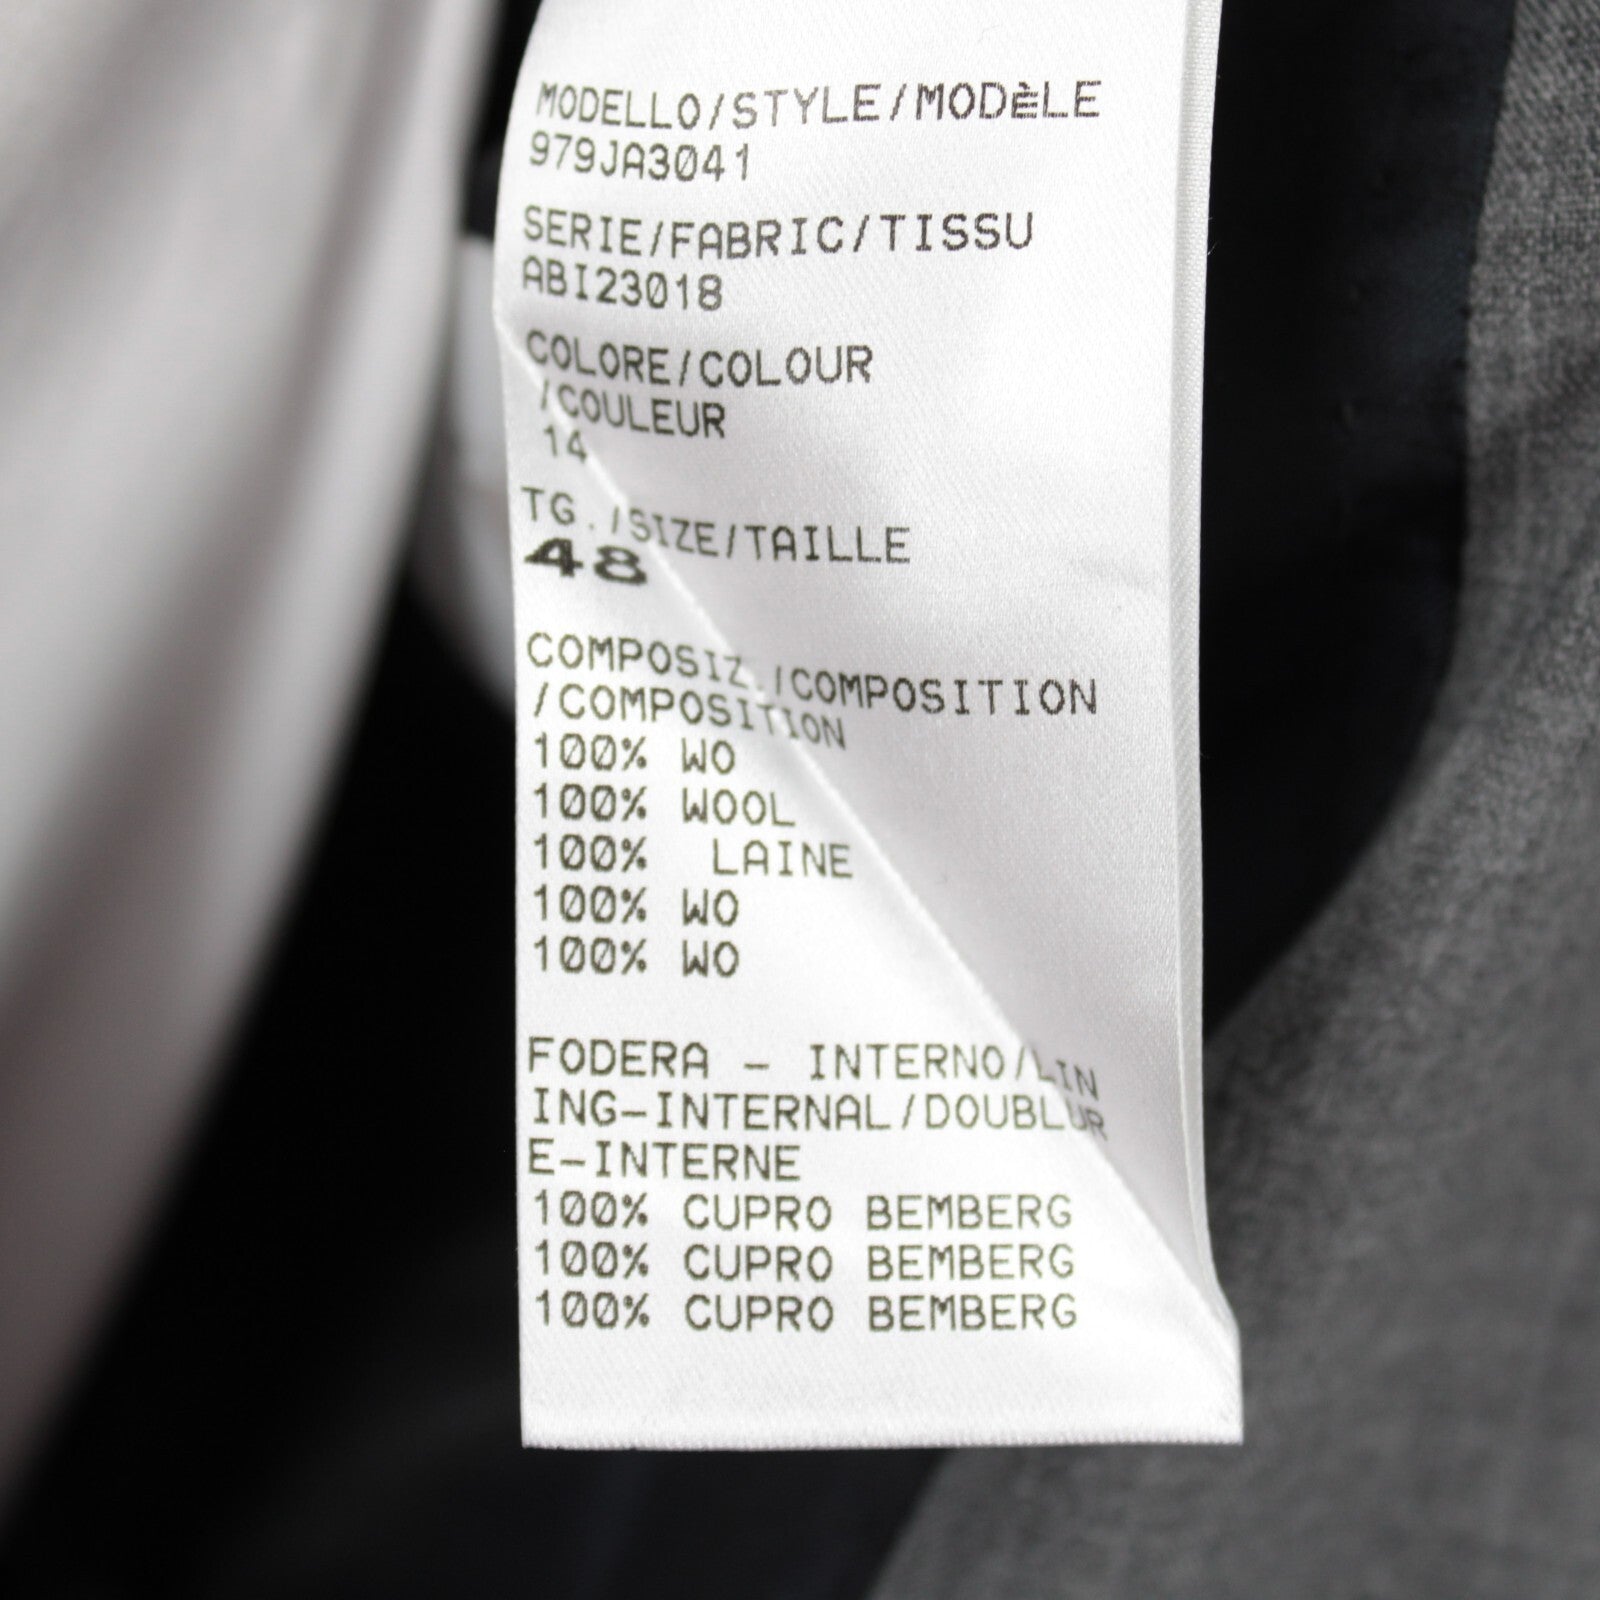 MODELLO/STYLE/MODèLE
979JA3041
SERIE/FABRIC/TISSU
ABI23018
COLORE/COLOUR
/COULEUR
14
TG./SIZE/TAILLE
48
COMPOSIZ./COMPOSITION
/COMPOSITION
100% WO
100% WOOL
100% LAINE
100% WO
100% WO
FODERA - INTERNO/LIN
ING-INTERNAL/DOUBLUR
E-INTERNE
100% CUPRO BEMBERG
100% CUPRO BEMBERG
100% CUPRO BEMBERG